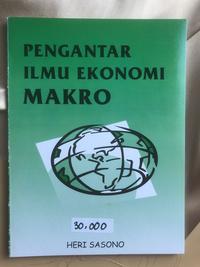 PENGANTAR
ILMU EKONOMI
MAKRO
30,000
HERI SASONO